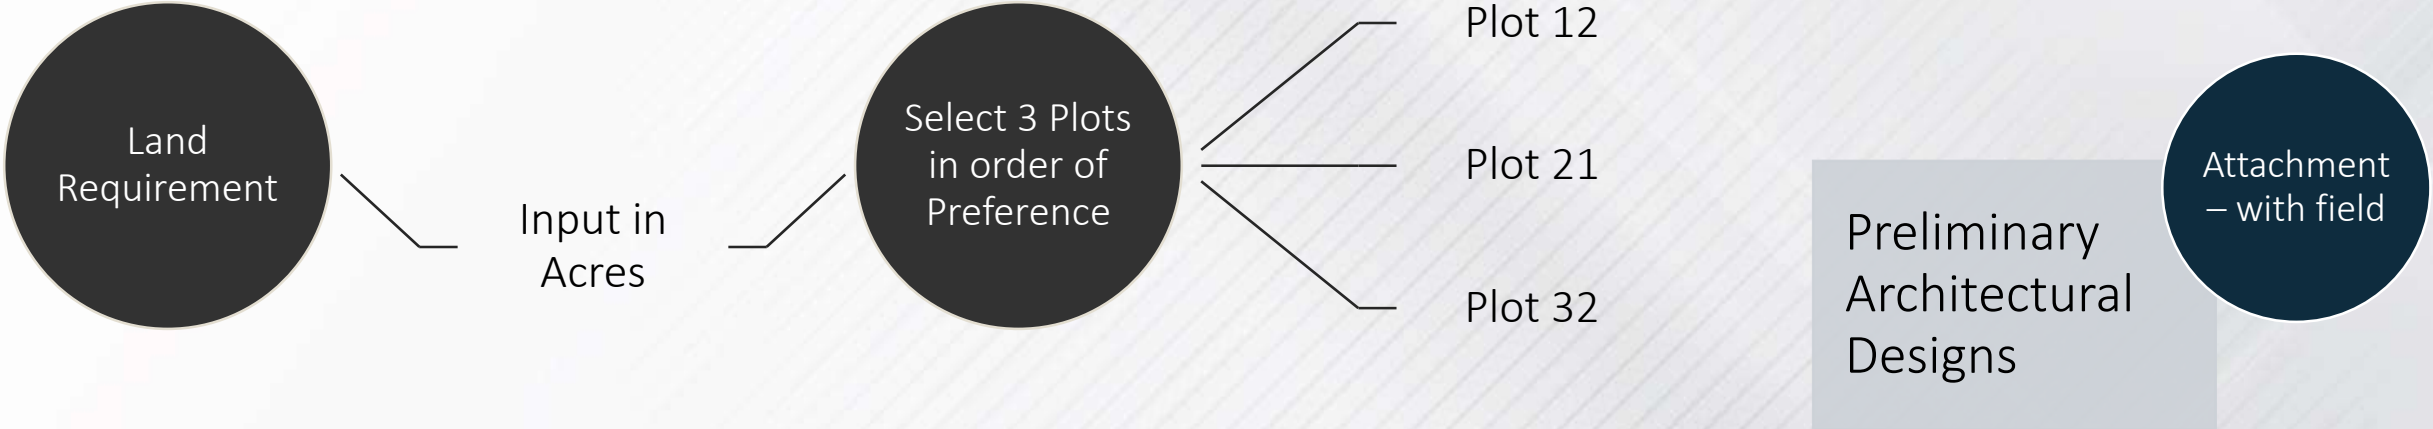 Land
Requirement
Input in
Acres
Select 3 Plots
in order of
Preference
Plot 12
Plot 21
Plot 32
Preliminary
Architectural
Designs
Attachment
– with field